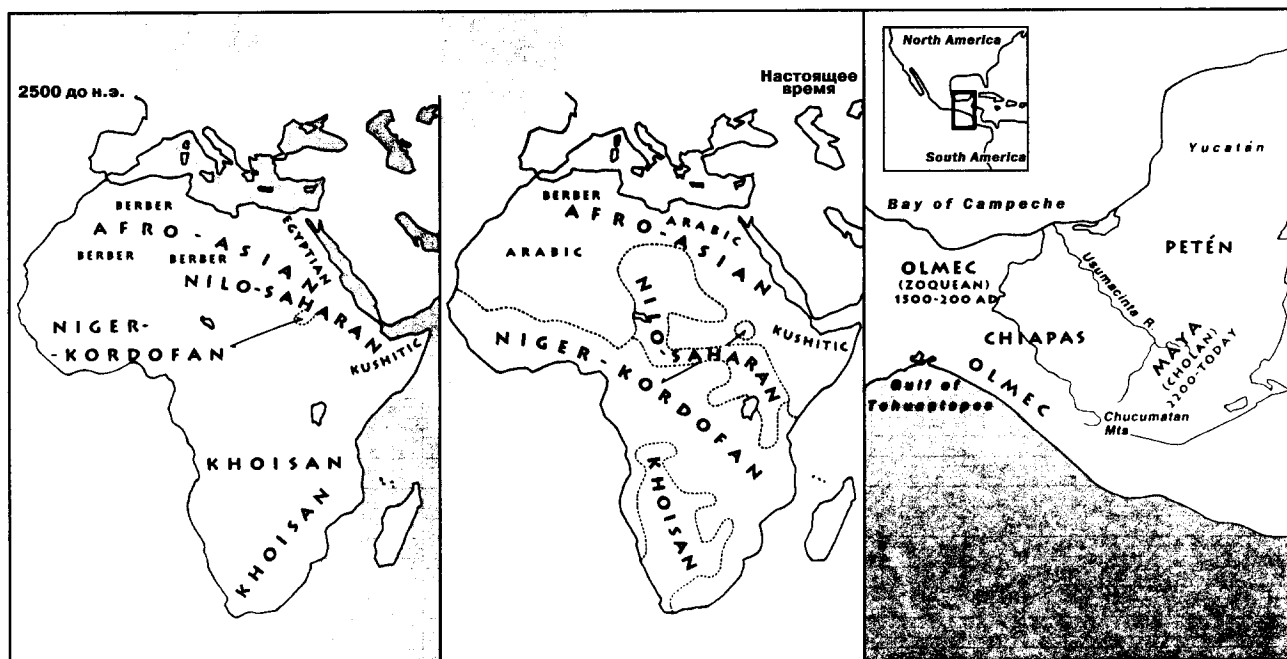 2500 до н.э.
BERBER
AFRO-ASIAN
BERBER
BERBER
EGYPTIAN
NILO-SAHARAN
NIGER-
-KORDOFAN
KUSHITIC
KHOISAN
KHOISAN
Настоящее
время
BERBER
AFRO-ASIAN
ARABIC
ARABIC
NILO-SAHARAN
KUSHITIC
NIGER-KORDOFAN
KHOISAN
North America
South America
Yucatán
Bay of Campeche
PETÉN
OLMEC
(ZOQUEAN)
1500-200 AD
Usumacinta R.
CHIAPAS
MAYA
(CHOLAN)
2200-TODAY
OLMEC
Gulf of
Tehuantepec
Chucumatan
Mts